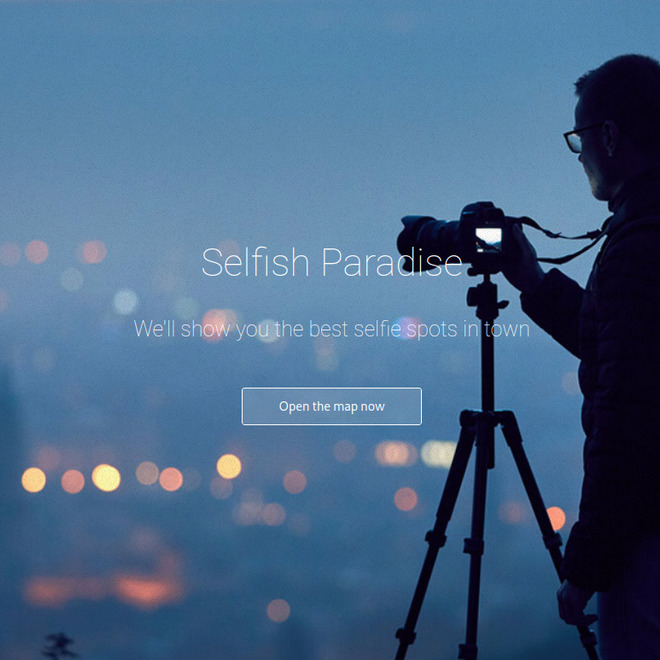 Selfish Paradise
We'll show you the best selfie spots in town
Open the map now